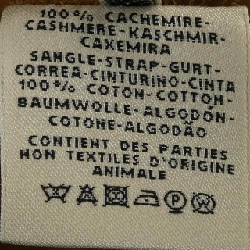 100% CACHEMIRE-
CASHMERE-KASCHMIR-
CAXEMIRA
SANGLE-STRAP-GURT-
CORREA-CINTURINO-CINTA
100% COTON-COTTON-
BAUMWOLLE-ALGODON-
COTONE-ALGODÃO
CONTIENT DES PARTIES
NON TEXTILES D'ORIGINE
ANIMALE
P W